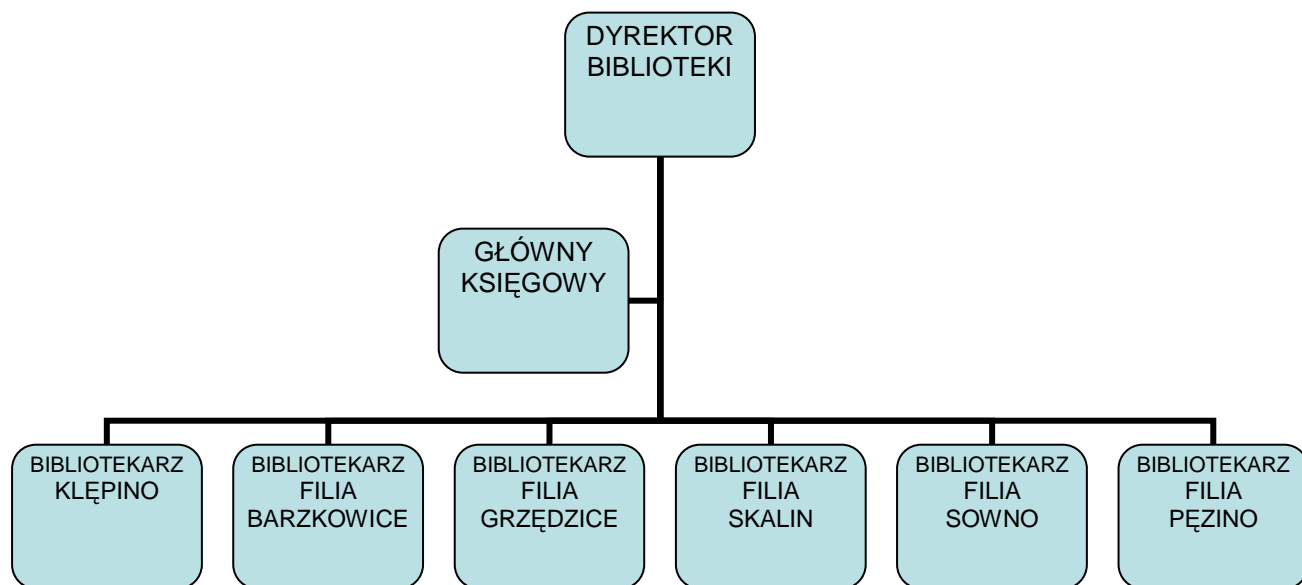 DYREKTOR
BIBLIOTEKI
GŁÓWNY
KSIĘGOWY
BIBLIOTEKARZ
KLĘPINO
BIBLIOTEKARZ
FILIA
BARZKOWICE
BIBLIOTEKARZ
FILIA
GRZĘDZICE
BIBLIOTEKARZ
FILIA
SKALIN
BIBLIOTEKARZ
FILIA
SOWNO
BIBLIOTEKARZ
FILIA
PĘZINO